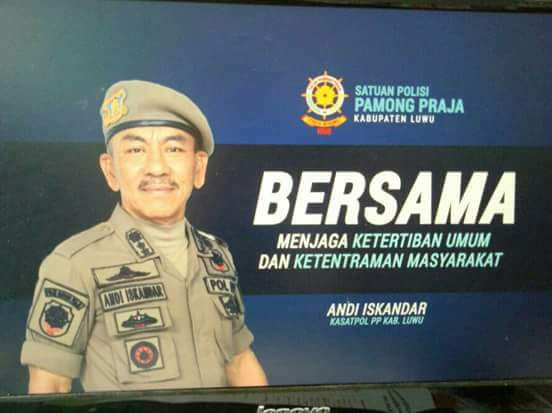 SATUAN POLISI
PAMONG PRAJA
KABUPATEN LUWU
BERSAMA
MENJAGA KETERTIBAN UMUM
DAN KETENTRAMAN MASYARAKAT
ANDI ISKANDAR
KASATPOL PP KAB. LUWU
ANDI ISKANDAR
POL
lenovo